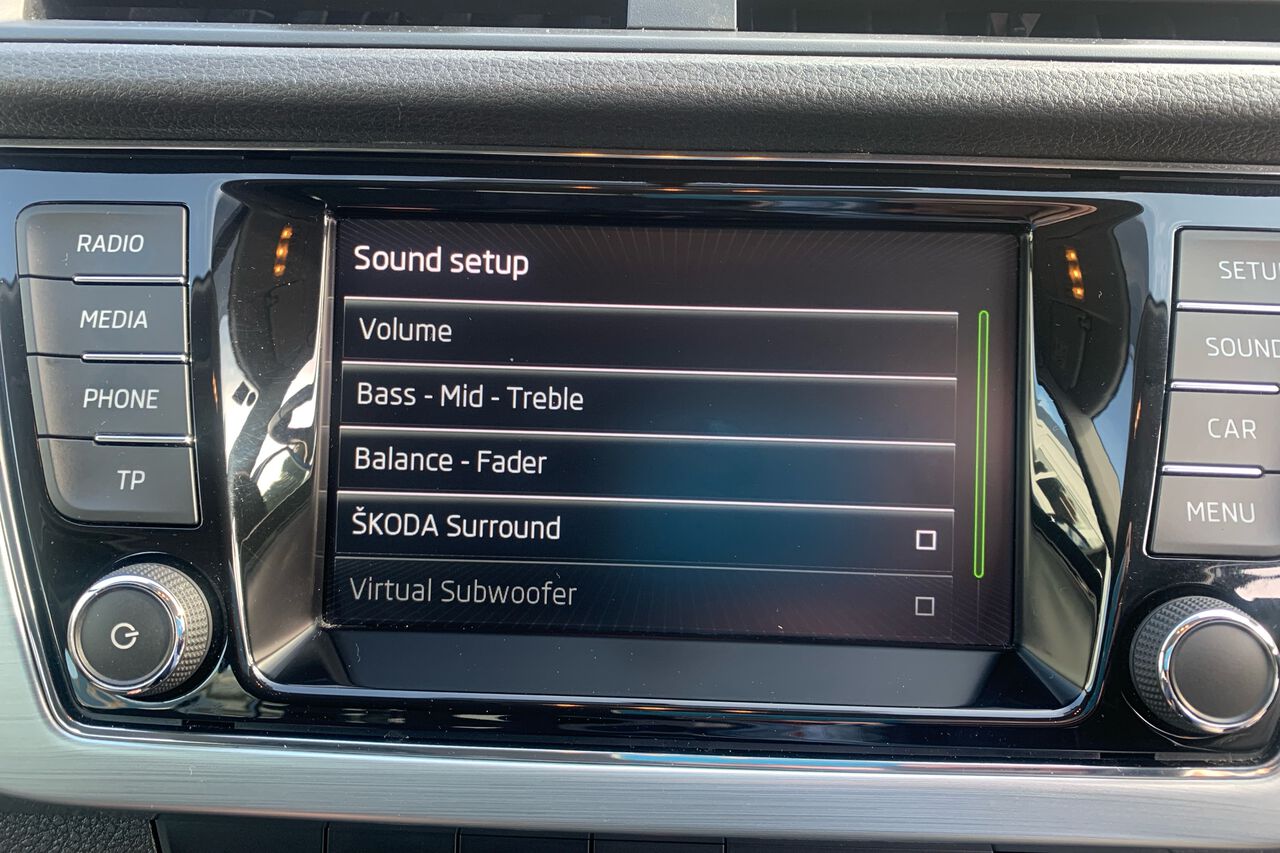 RADIO
MEDIA
PHONE
TP
Sound setup
Volume
Bass - Mid - Treble
Balance - Fader
ŠKODA Surround
Virtual Subwoofer
SETU
SOUND
CAR
MENU